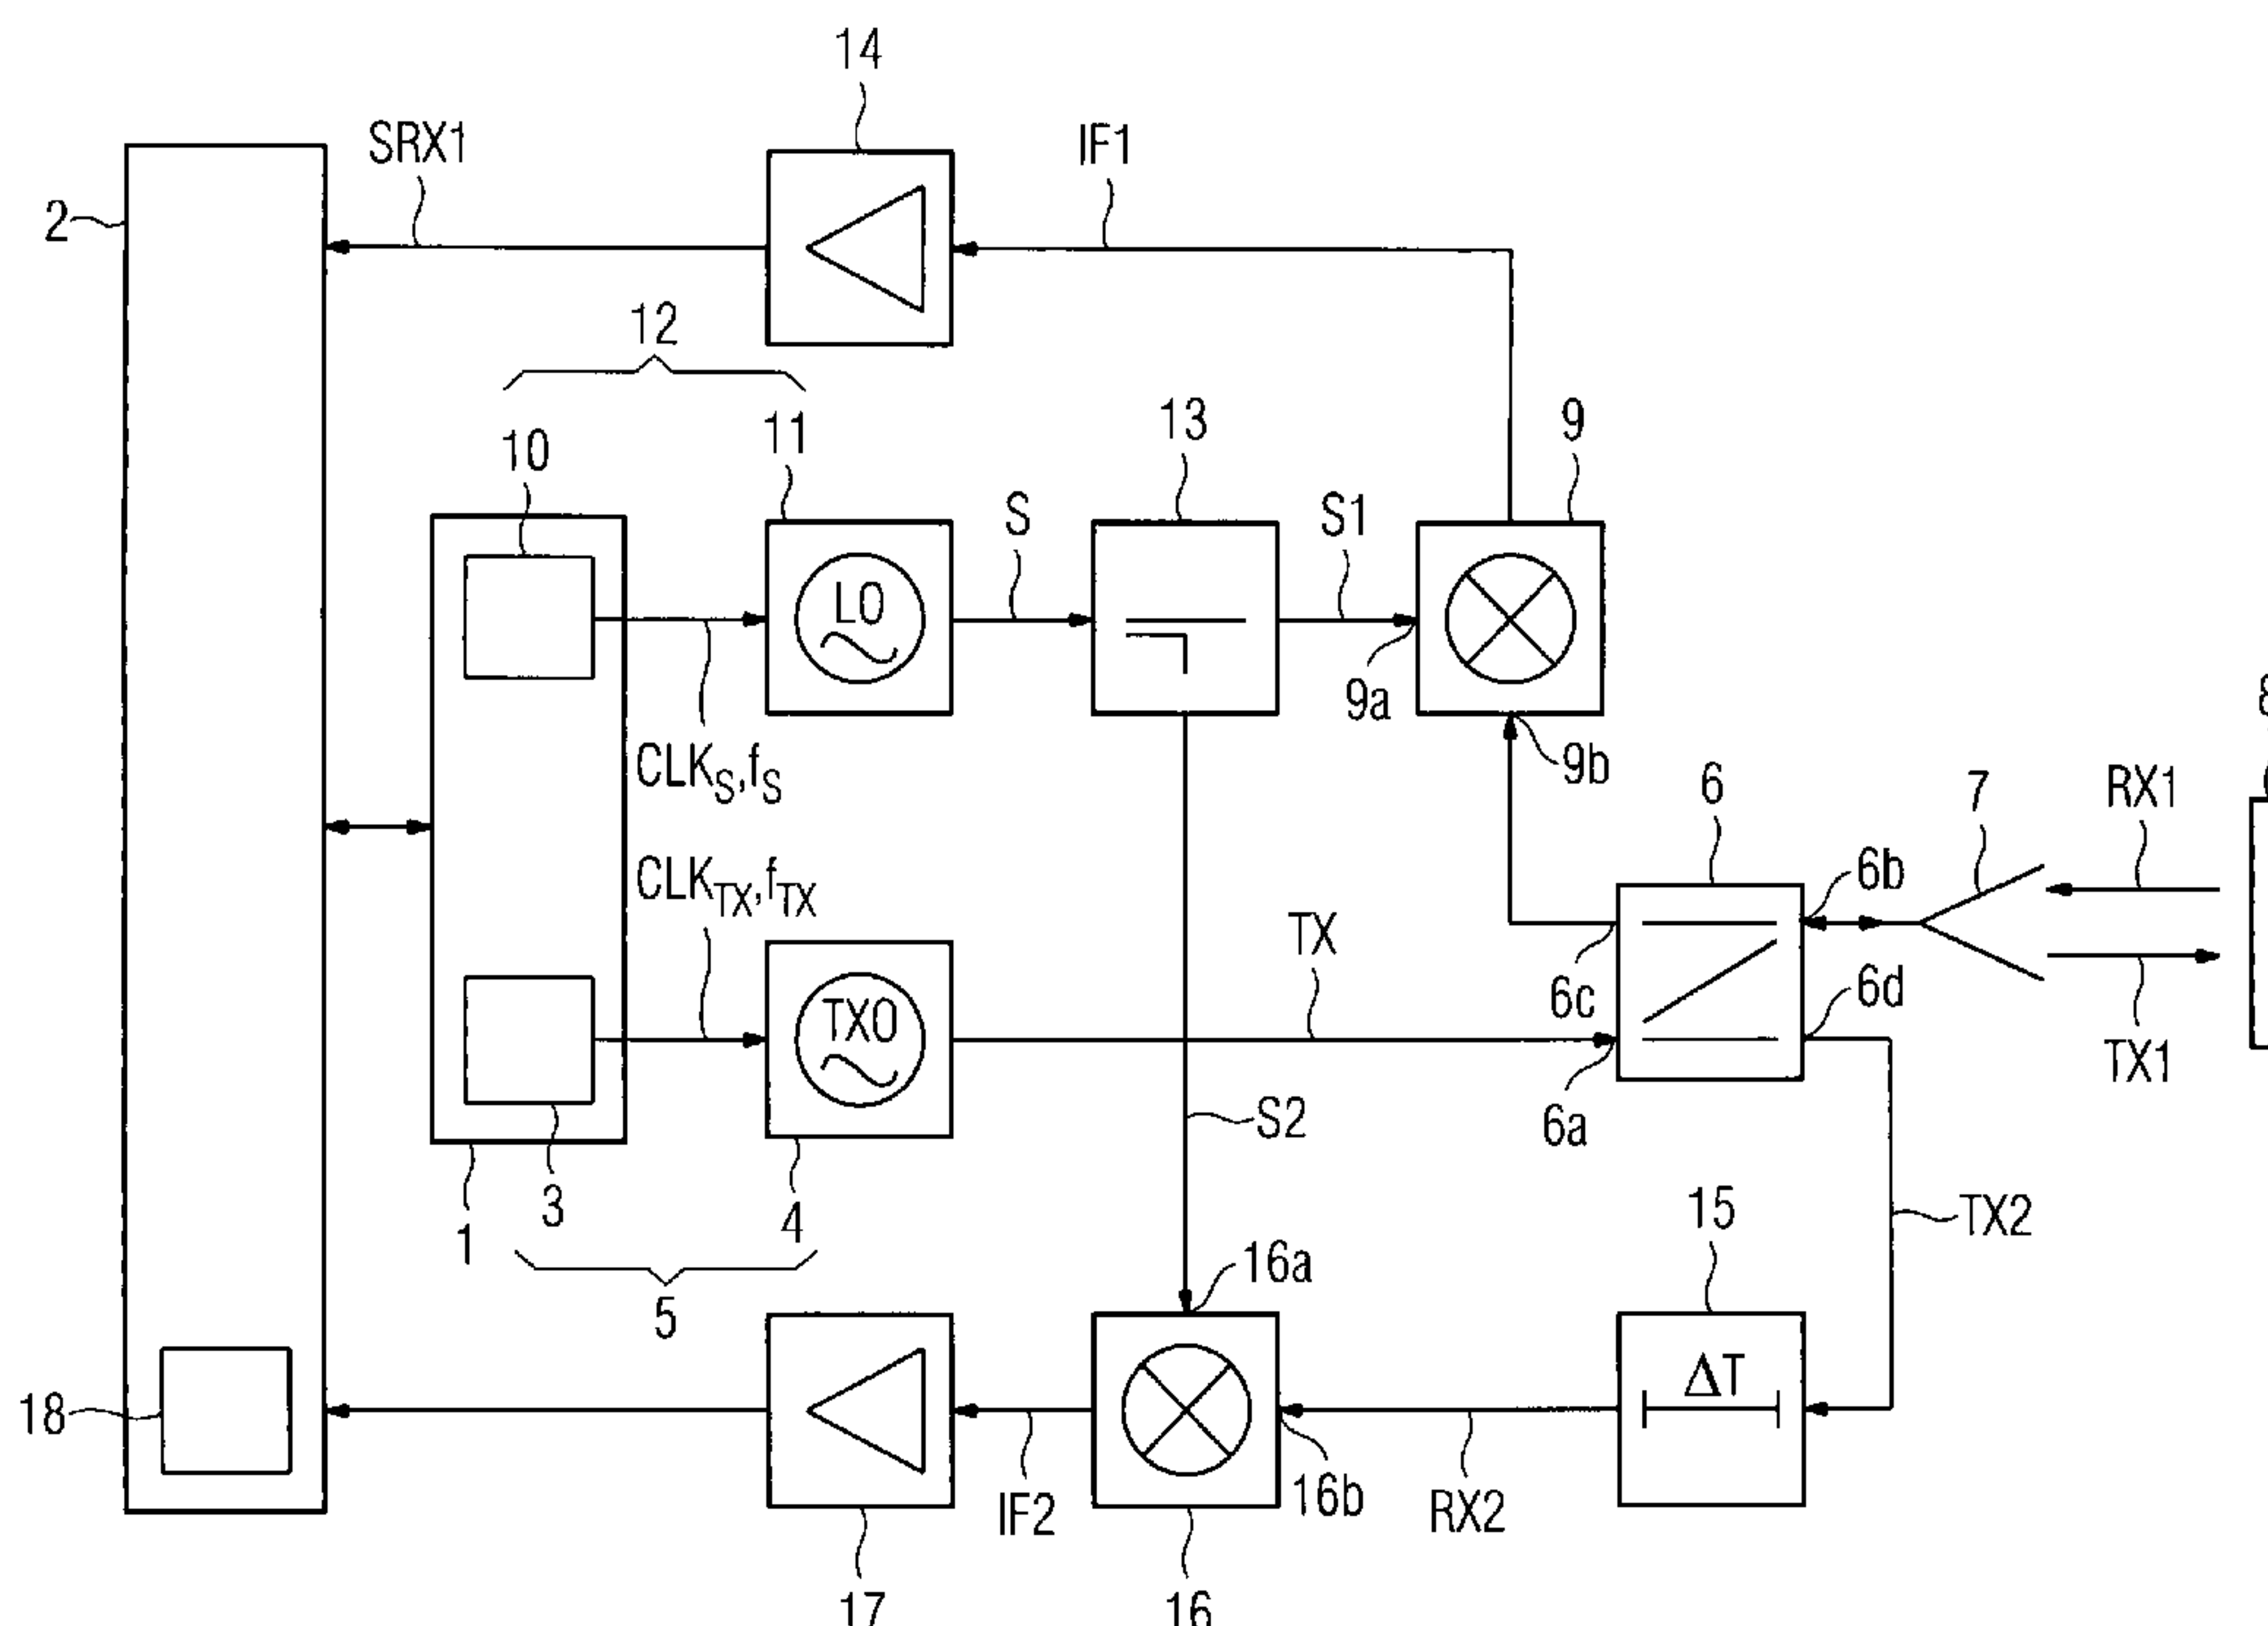 14
SRX1
IF1
2
12
11
13
9
10
S
S1
LO
9a
CLKS,fS
9b
6
7
RX1
8
CLKTX,fTX
6b
TX
TXO
6c
6d
TX1
6a
S2
3
4
1
15
TX2
16a
5
ΔT
18
16b
IF2
RX2
17
16